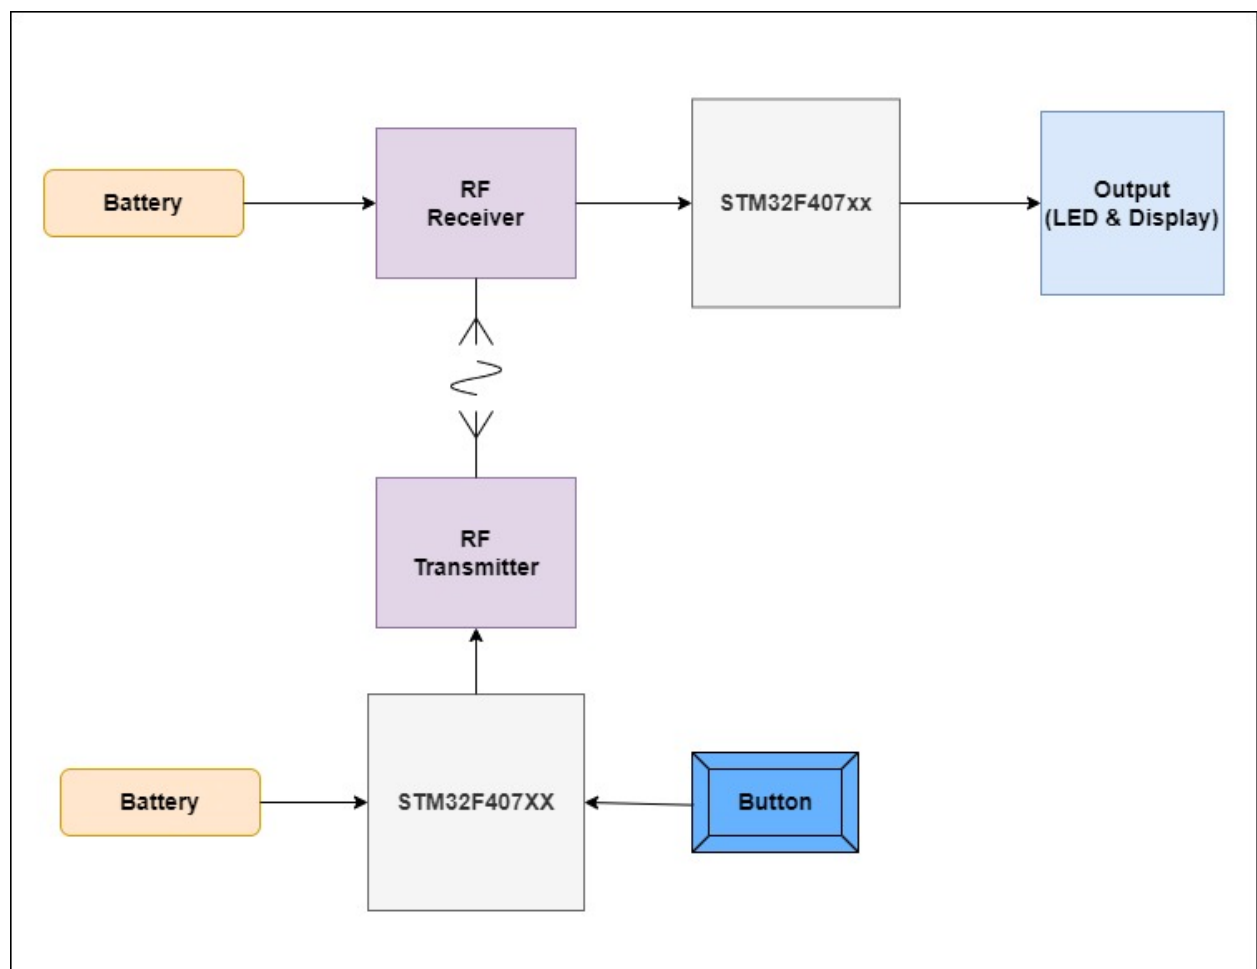 Battery
RF
Receiver
STM32F407xx
Output
(LED & Display)
RF
Transmitter
Battery
STM32F407XX
Button